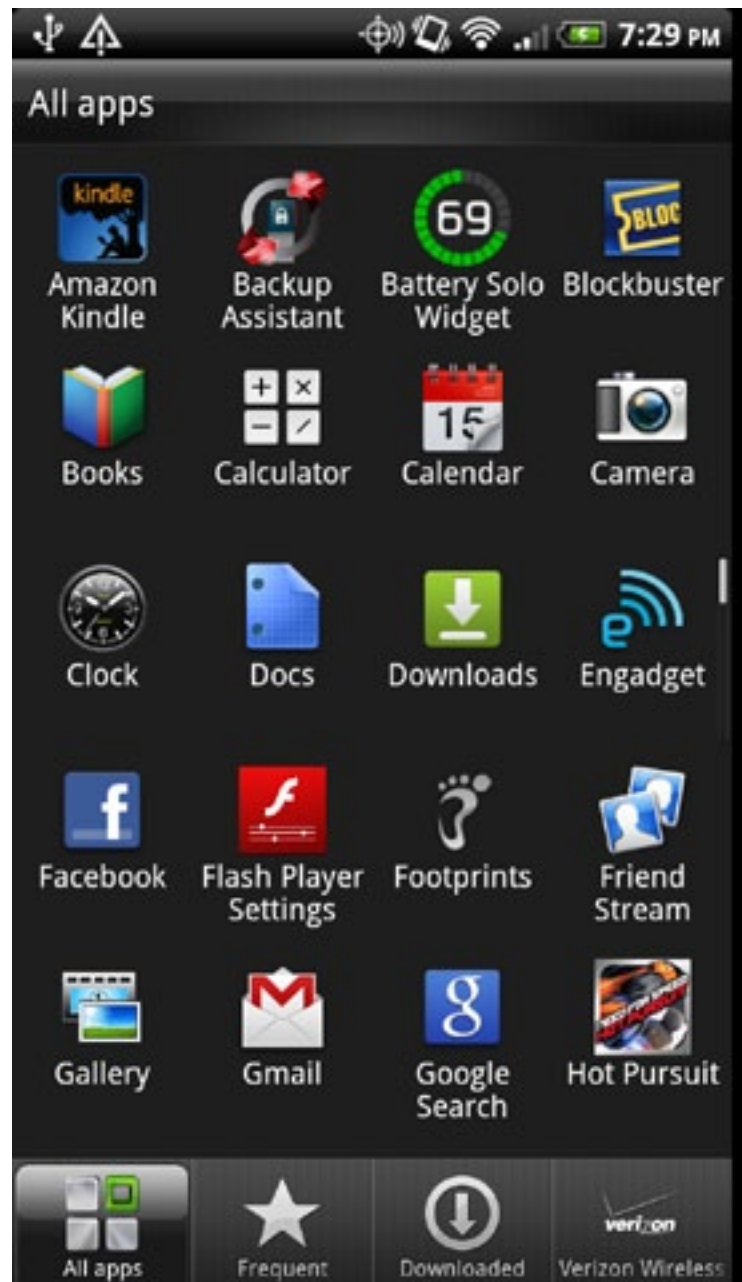 7:29 PM
All apps
kindle
69
BLOC
Amazon Kindle
Backup Assistant
Battery Solo Widget
Blockbuster
15
Books
Calculator
Calendar
Camera
Clock
Docs
Downloads
Engadget
Facebook
Flash Player Settings
Footprints
Friend Stream
Gallery
Gmail
Google Search
Hot Pursuit
verizon
All apps
Frequent
Downloaded
Verizon Wireless